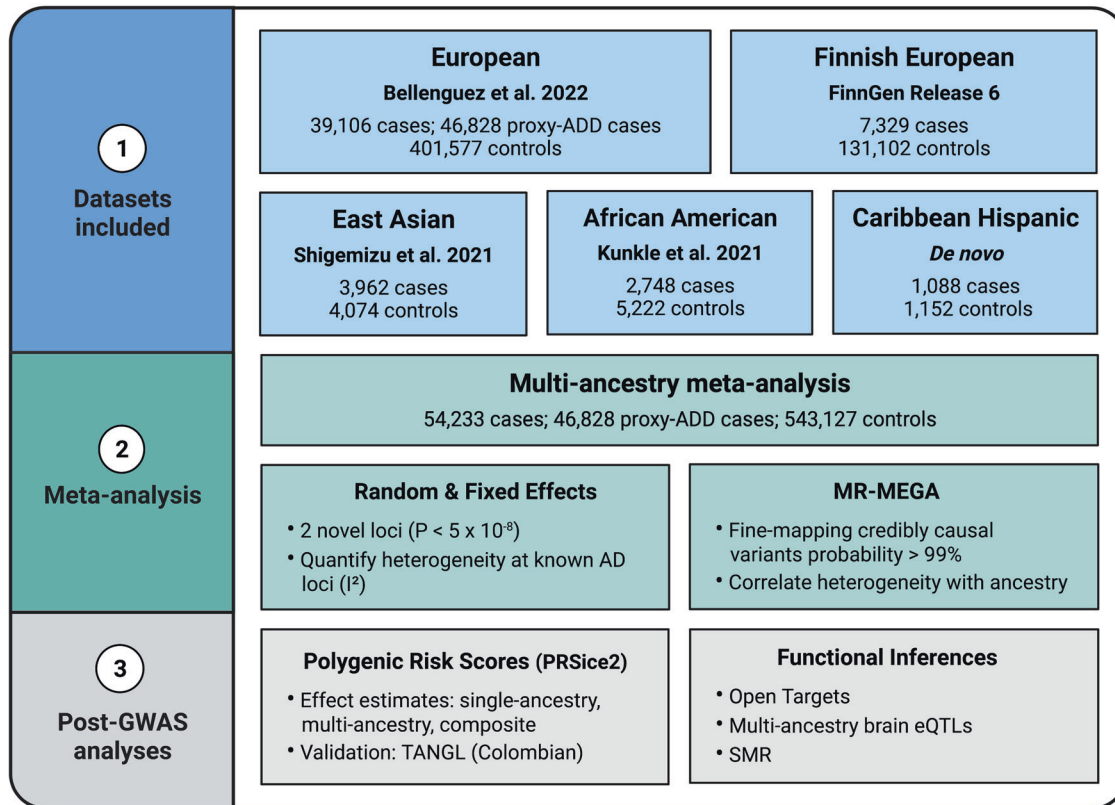 1
Datasets
included
European
Bellenguez et al. 2022
39,106 cases; 46,828 proxy-ADD cases
401,577 controls
Finnish European
FinnGen Release 6
7,329 cases
131,102 controls
East Asian
Shigemizu et al. 2021
3,962 cases
4,074 controls
African American
Kunkle et al. 2021
2,748 cases
5,222 controls
Caribbean Hispanic
De novo
1,088 cases
1,152 controls
2
Meta-analysis
Multi-ancestry meta-analysis
54,233 cases; 46,828 proxy-ADD cases; 543,127 controls
Random & Fixed Effects
• 2 novel loci (P < 5 x 10⁻⁸)
• Quantify heterogeneity at known AD
loci (I²)
MR-MEGA
• Fine-mapping credibly causal
variants probability > 99%
• Correlate heterogeneity with ancestry
3
Post-GWAS
analyses
Polygenic Risk Scores (PRSice2)
• Effect estimates: single-ancestry,
multi-ancestry, composite
• Validation: TANGL (Colombian)
Functional Inferences
• Open Targets
• Multi-ancestry brain eQTLs
• SMR